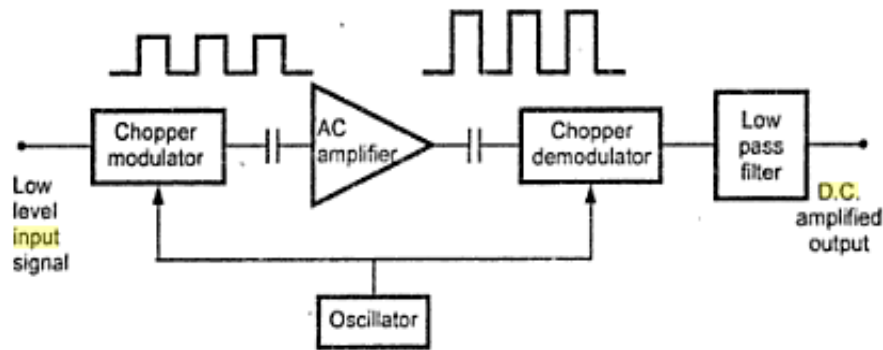 Chopper
modulator
AC
amplifier
Chopper
demodulator
Low
pass
filter
Low
level
input
signal
D.C.
amplified
output
Oscillator